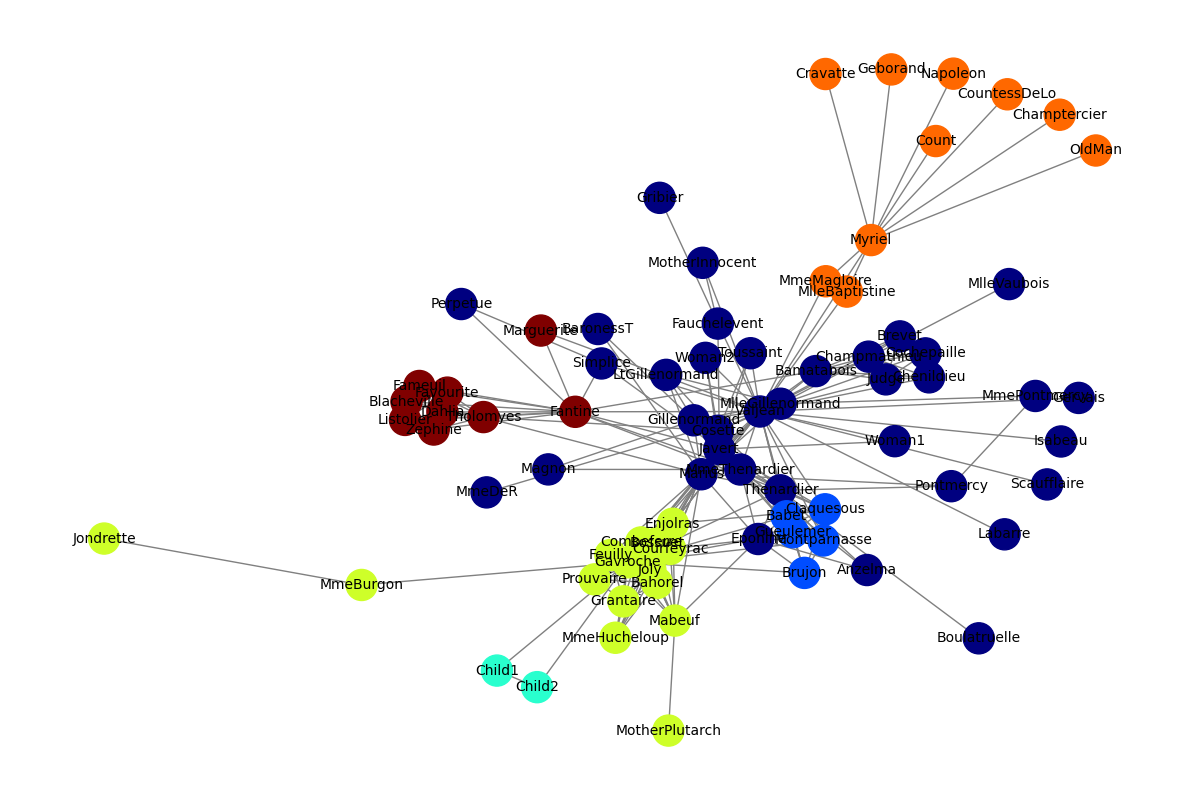 Cravatte
Geborand
Napoleon
CountessDeLo
Champtercier
Count
OldMan
Gribier
Myriel
MotherInnocent
MmeMagloire
MlleBaptistine
MlleVaubois
Perpetue
Marguerite
BaronessT
Fauchelevent
Simplice
Woman2
Toussaint
Brevet
Champmathieu
Cochepaille
LtGillenormand
Bamatabois
Judge
Chenildieu
Fameuil
Favourite
Blacheville
Dahlia
Listolier
Tholomyes
Zephine
Fantine
MlleGillenormand
Valjean
MmePontmercy
Gervais
Gillenormand
Cosette
Javert
Woman1
Isabeau
Magnon
Marius
MmeThenardier
MmeDeR
Thenardier
Pontmercy
Scaufflaire
Claquesous
Babet
Enjolras
Gueulemer
Labarre
Jondrette
Eponine
Montparnasse
Combeferre
Bossuet
Courfeyrac
Feuilly
Gavroche
Joly
Brujon
Anzelma
MmeBurgon
Prouvaire
Bahorel
Grantaire
Mabeuf
MmeHucheloup
Boulatruelle
Child1
Child2
MotherPlutarch